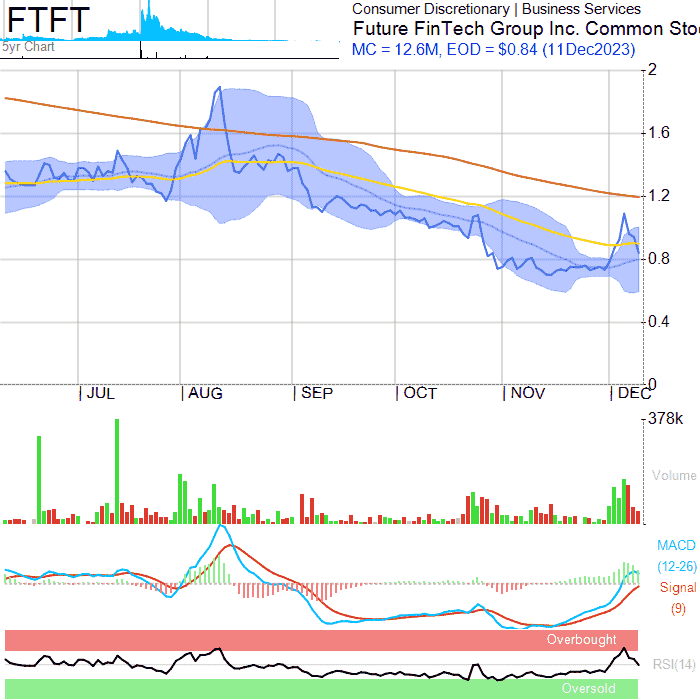 FTFT
5yr Chart
Consumer Discretionary | Business Services
Future FinTech Group Inc. Common Sto
MC = 12.6M, EOD = $0.84 (11Dec2023)
2
1.6
1.2
0.8
0.4
0
| JUL | AUG | SEP | OCT | NOV | DEC
378k
Volume
MACD
(12-26)
Signal
(9)
Overbought
RSI(14)
Oversold